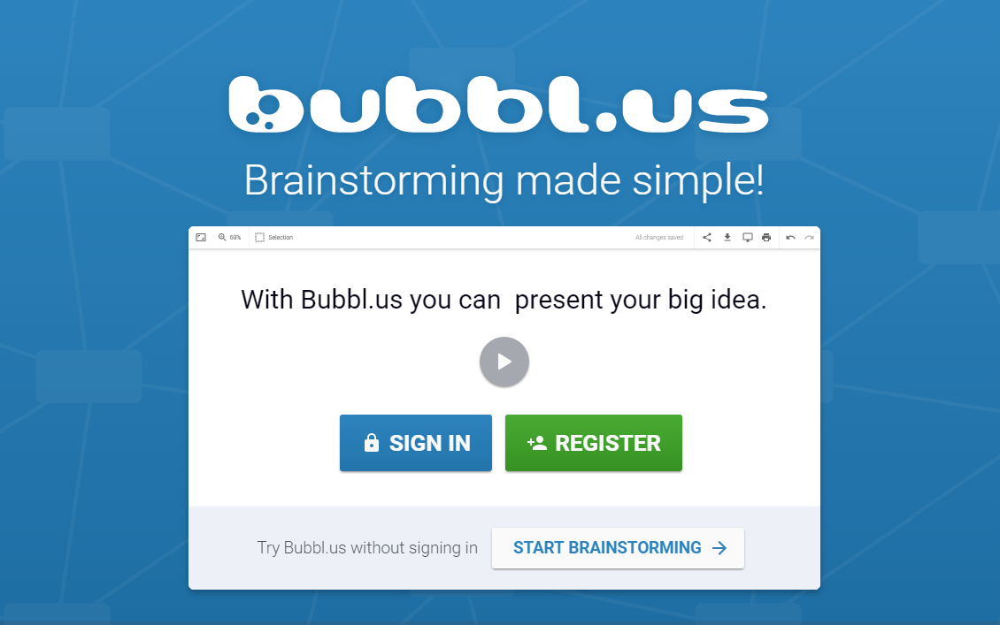 bubbl.us
Brainstorming made simple!
69% Selection All changes saved
With Bubbl.us you can  present your big idea.
SIGN IN REGISTER
Try Bubbl.us without signing in START BRAINSTORMING